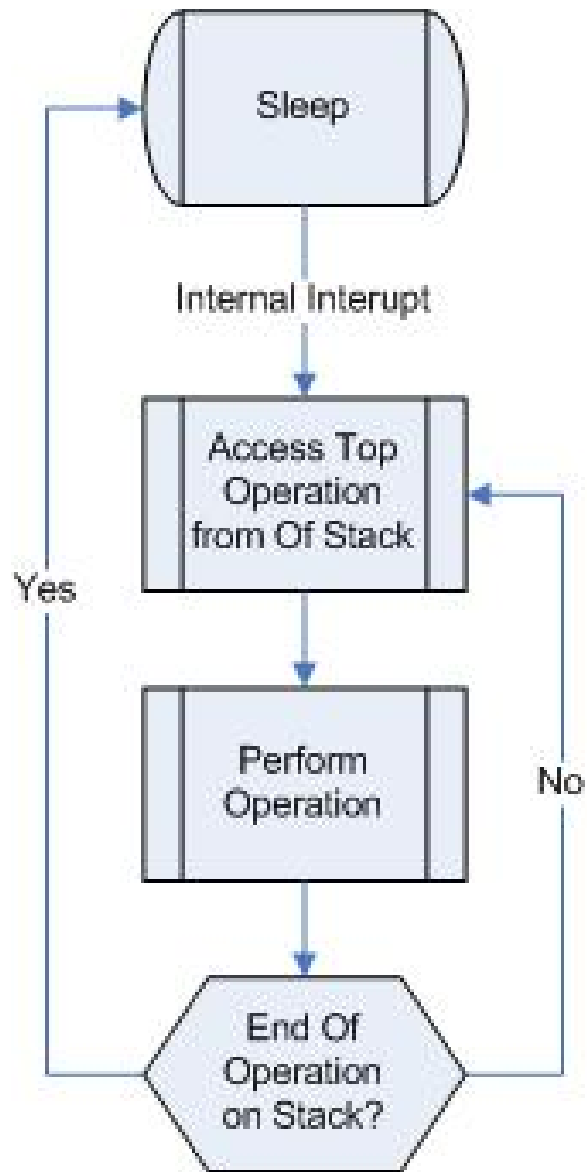 Sleep
Internal Interupt
Access Top
Operation
from Of Stack
Yes
Perform
Operation
No
End Of
Operation
on Stack?